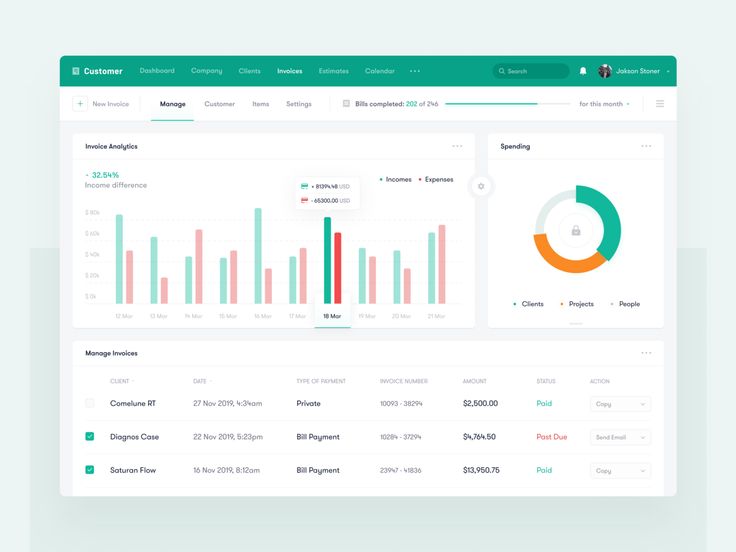 Customer Dashboard Company Clients Invoices Estimates Calendar Search Jakson Stoner
+ New Invoice Manage Customer Items Settings Bills completed: 202 of 246 for this month
Invoice Analytics
- 32.54%
Income difference
+ 81394.48 USD
- 65300.00 USD
Incomes Expenses
$ 80k
$ 60k
$ 40k
$ 20k
$ 0k
12 Mar 13 Mar 14 Mar 15 Mar 16 Mar 17 Mar 18 Mar 19 Mar 20 Mar 21 Mar
Spending
Clients Projects People
Manage Invoices
CLIENT DATE TYPE OF PAYMENT INVOICE NUMBER AMOUNT STATUS ACTION
Comelune RT 27 Nov 2019, 4:34am Private 10093 - 38294 $2,500.00 Paid Copy
Diagnos Case 22 Nov 2019, 5:23pm Bill Payment 10284 - 37294 $4,764.50 Past Due Send Email
Saturan Flow 16 Nov 2019, 8:12am Bill Payment 23947 - 41836 $13,950.75 Paid Copy